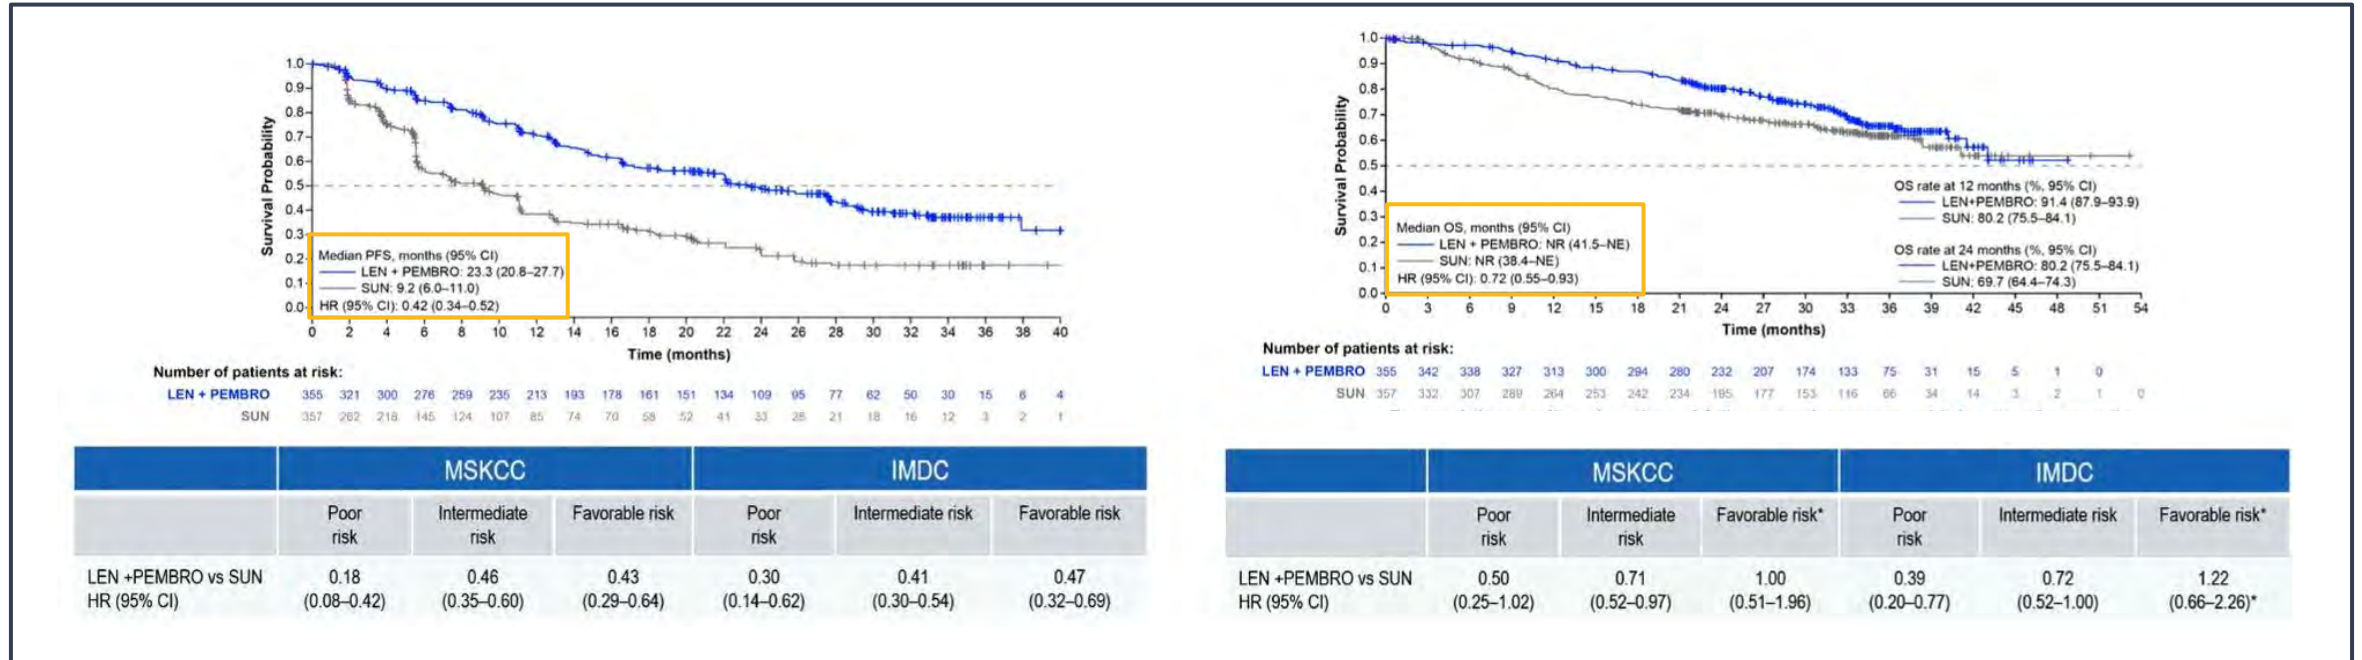 1.0
0.9
0.8
0.7
0.6
0.5
0.4
0.3
0.2
0.1
0.0
Survival Probability
Median PFS, months (95% CI)
LEN + PEMBRO: 23.3 (20.8–27.7)
SUN: 9.2 (6.0–11.0)
HR (95% CI): 0.42 (0.34–0.52)
0 2 4 6 8 10 12 14 16 18 20 22 24 26 28 30 32 34 36 38 40
Time (months)
Number of patients at risk:
LEN + PEMBRO 355 321 300 276 259 235 213 193 178 161 151 134 109 95 77 62 50 30 15 6 4
SUN 357 262 218 145 124 107 85 74 70 58 52 41 33 28 21 18 16 12 3 2 1
MSKCC IMDC
Poor risk Intermediate risk Favorable risk Poor risk Intermediate risk Favorable risk
LEN +PEMBRO vs SUN 0.18 0.46 0.43 0.30 0.41 0.47
HR (95% CI) (0.08–0.42) (0.35–0.60) (0.29–0.64) (0.14–0.62) (0.30–0.54) (0.32–0.69)
1.0
0.9
0.8
0.7
0.6
0.5
0.4
0.3
0.2
0.1
0.0
Survival Probability
OS rate at 12 months (%, 95% CI)
LEN+PEMBRO: 91.4 (87.9–93.9)
SUN: 80.2 (75.5–84.1)
Median OS, months (95% CI)
LEN + PEMBRO: NR (41.5–NE)
SUN: NR (38.4–NE)
HR (95% CI): 0.72 (0.55–0.93)
OS rate at 24 months (%, 95% CI)
LEN+PEMBRO: 80.2 (75.5–84.1)
SUN: 69.7 (64.4–74.3)
0 3 6 9 12 15 18 21 24 27 30 33 36 39 42 45 48 51 54
Time (months)
Number of patients at risk:
LEN + PEMBRO 355 342 338 327 313 300 294 280 232 207 174 133 75 31 15 5 1 0
SUN 357 332 307 289 264 253 242 234 195 177 153 116 66 34 14 3 2 1 0
MSKCC IMDC
Poor risk Intermediate risk Favorable risk* Poor risk Intermediate risk Favorable risk*
LEN +PEMBRO vs SUN 0.50 0.71 1.00 0.39 0.72 1.22
HR (95% CI) (0.25–1.02) (0.52–0.97) (0.51–1.96) (0.20–0.77) (0.52–1.00) (0.66–2.26)*